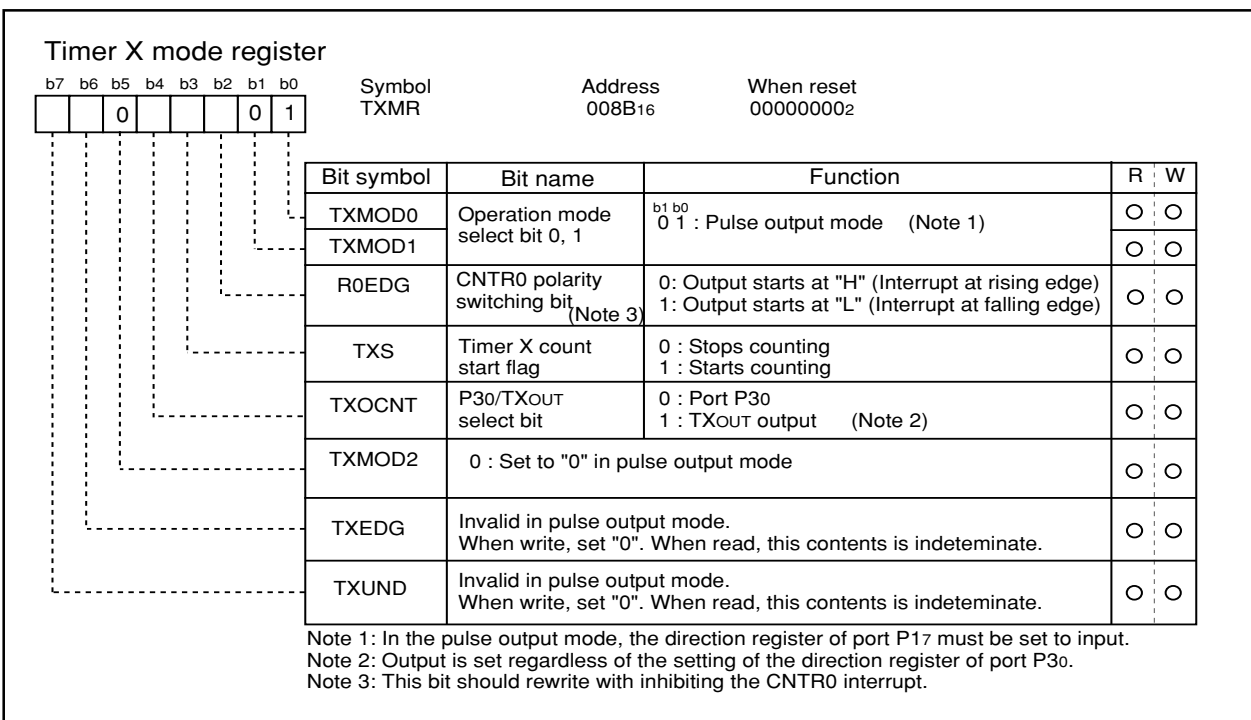 Timer X mode register
b7 b6 b5 b4 b3 b2 b1 b0
0 0 1
Symbol Address When reset
TXMR 008B16 000000002
Bit symbol Bit name Function R W
TXMOD0 Operation mode select bit 0, 1 b1 b0
0 1 : Pulse output mode (Note 1) O O
TXMOD1 O O
R0EDG CNTR0 polarity 0: Output starts at "H" (Interrupt at rising edge)
switching bit (Note 3) 1: Output starts at "L" (Interrupt at falling edge) O O
TXS Timer X count 0 : Stops counting
start flag 1 : Starts counting O O
TXOCNT P30/TXOUT 0 : Port P30
select bit 1 : TXOUT output (Note 2) O O
TXMOD2 0 : Set to "0" in pulse output mode O O
TXEDG Invalid in pulse output mode.
When write, set "0". When read, this contents is indeteminate. O O
TXUND Invalid in pulse output mode.
When write, set "0". When read, this contents is indeteminate. O O
Note 1: In the pulse output mode, the direction register of port P17 must be set to input.
Note 2: Output is set regardless of the setting of the direction register of port P30.
Note 3: This bit should rewrite with inhibiting the CNTR0 interrupt.